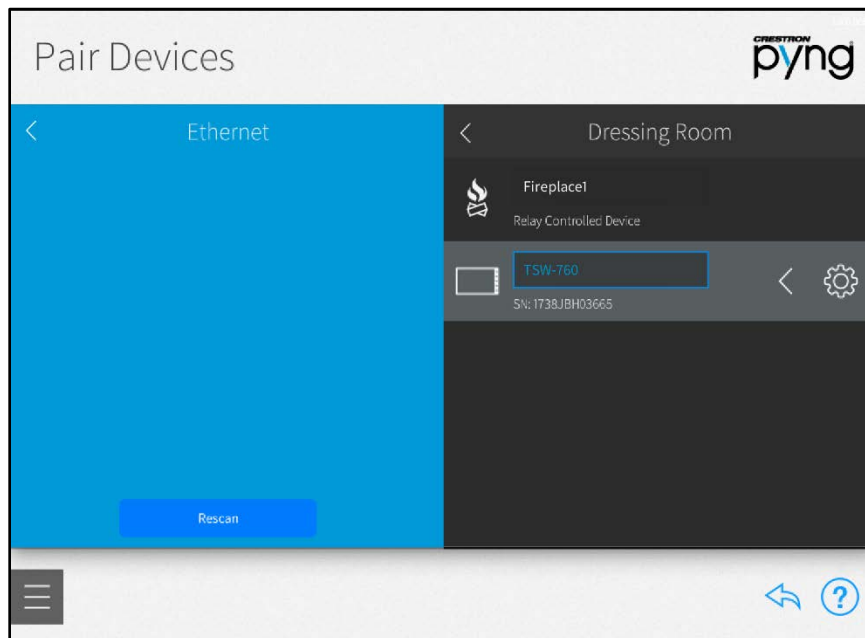 Pair Devices
CRESTRON
pyng
Ethernet
Dressing Room
Fireplace1
Relay Controlled Device
TSW-760
SN: 1738JBH03665
Rescan
?